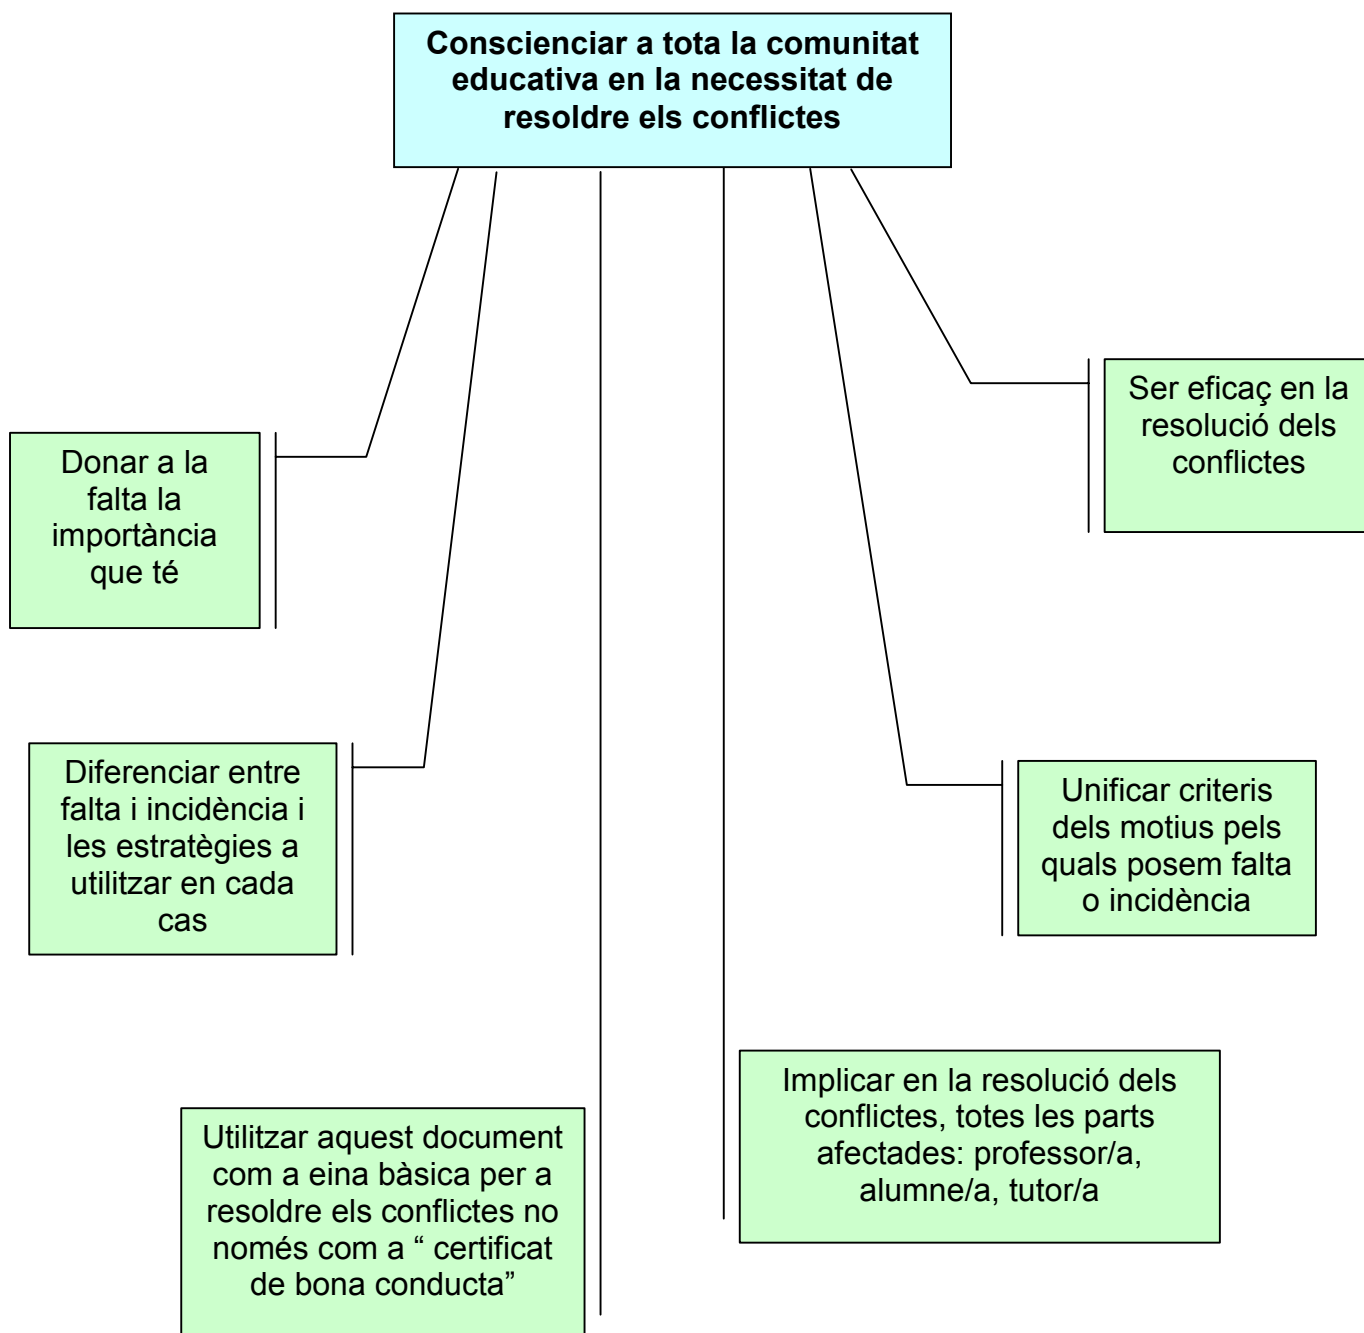 Conscienciar a tota la comunitat
educativa en la necessitat de
resoldre els conflictes
Ser eficaç en la
resolució dels
conflictes
Donar a la
falta la
importància
que té
Diferenciar entre
falta i incidència i
les estratègies a
utilitzar en cada
cas
Unificar criteris
dels motius pels
quals posem falta
o incidència
Implicar en la resolució dels
conflictes, totes les parts
afectades: professor/a,
alumne/a, tutor/a
Utilitzar aquest document
com a eina bàsica per a
resoldre els conflictes no
només com a “ certificat
de bona conducta”